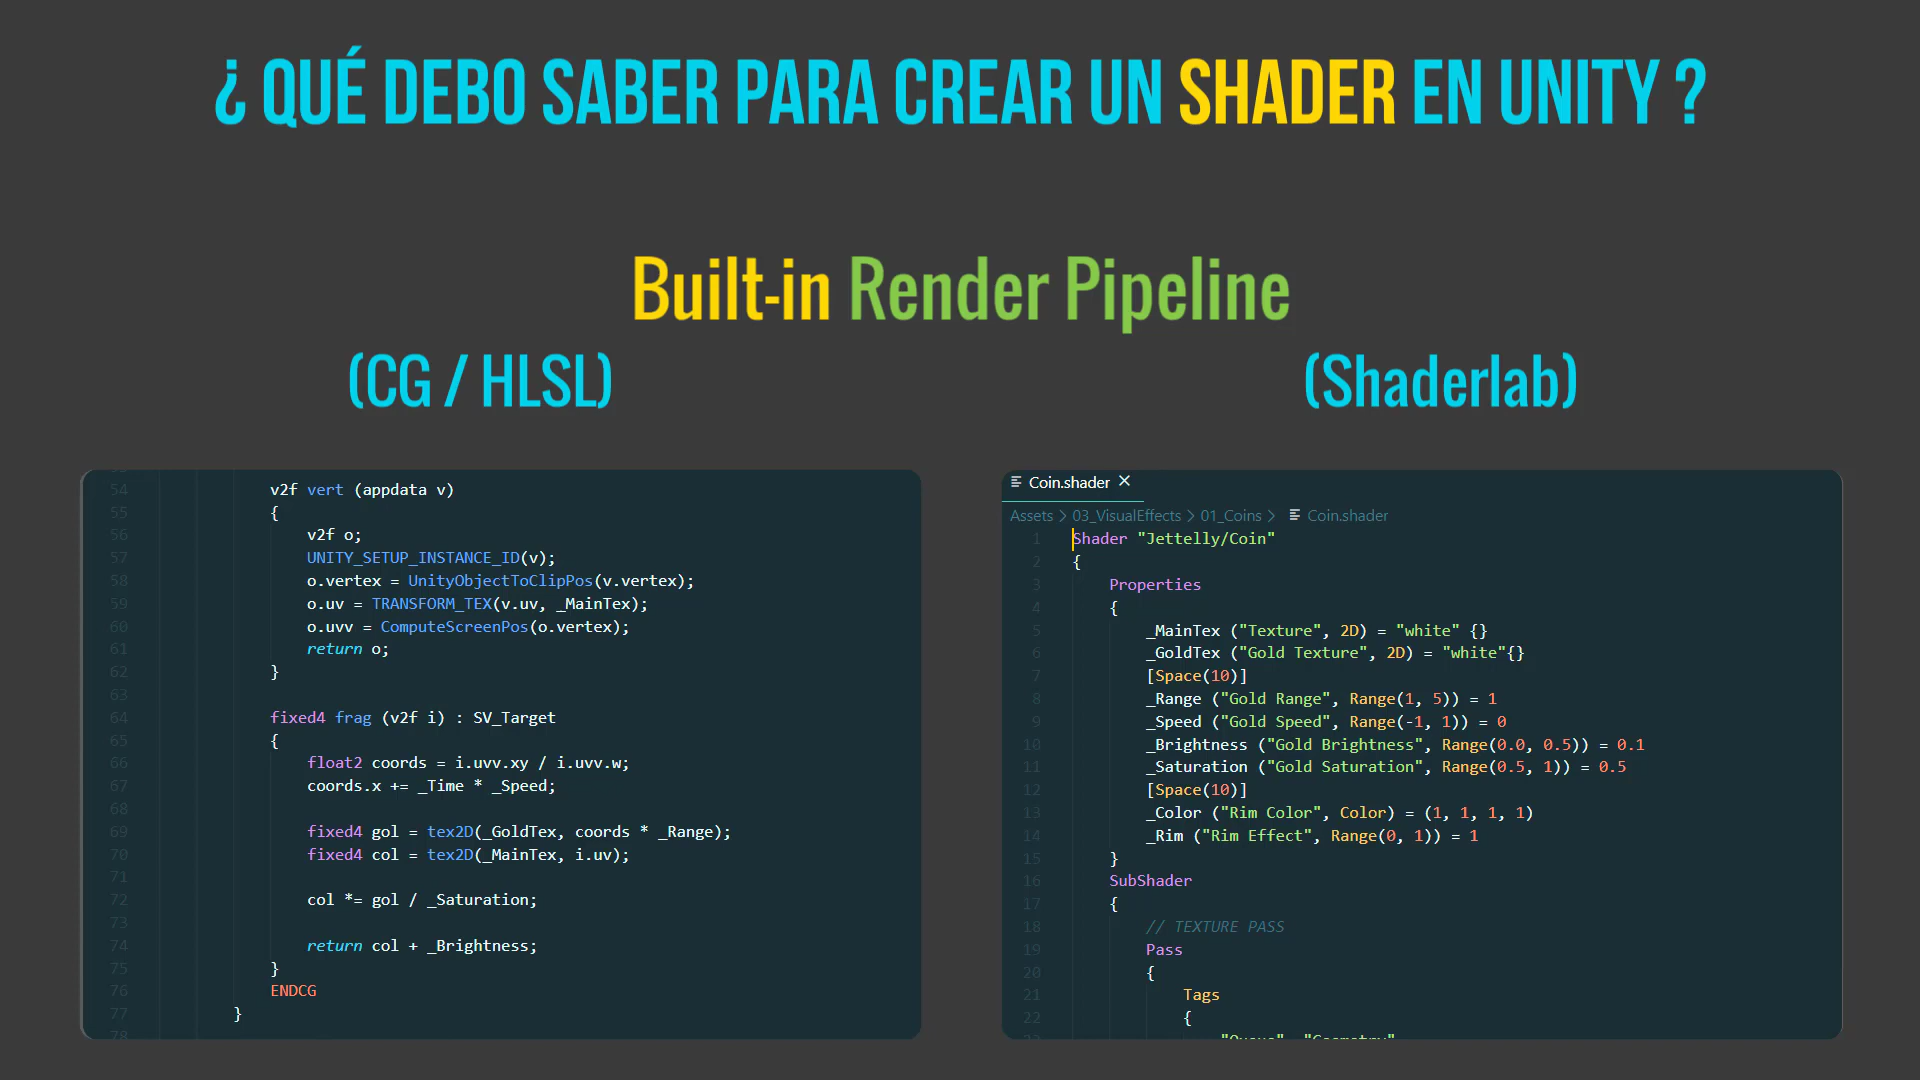 ¿ QUÉ DEBO SABER PARA CREAR UN SHADER EN UNITY ?
Built-in Render Pipeline
(CG / HLSL)
54 v2f vert (appdata v)
55 {
56 v2f o;
57 UNITY_SETUP_INSTANCE_ID(v);
58 o.vertex = UnityObjectToClipPos(v.vertex);
59 o.uv = TRANSFORM_TEX(v.uv, _MainTex);
60 o.uvv = ComputeScreenPos(o.vertex);
61 return o;
62 }
63
64 fixed4 frag (v2f i) : SV_Target
65 {
66 float2 coords = i.uvv.xy / i.uvv.w;
67 coords.x += _Time * _Speed;
68
69 fixed4 gol = tex2D(_GoldTex, coords * _Range);
70 fixed4 col = tex2D(_MainTex, i.uv);
71
72 col *= gol / _Saturation;
73
74 return col + _Brightness;
75 }
76 ENDCG
77 }
78
(Shaderlab)
Coin.shader ×
Assets > 03_VisualEffects > 01_Coins > Coin.shader
1 Shader "Jettelly/Coin"
2 {
3 Properties
4 {
5 _MainTex ("Texture", 2D) = "white" {}
6 _GoldTex ("Gold Texture", 2D) = "white"{}
7 [Space(10)]
8 _Range ("Gold Range", Range(1, 5)) = 1
9 _Speed ("Gold Speed", Range(-1, 1)) = 0
10 _Brightness ("Gold Brightness", Range(0.0, 0.5)) = 0.1
11 _Saturation ("Gold Saturation", Range(0.5, 1)) = 0.5
12 [Space(10)]
13 _Color ("Rim Color", Color) = (1, 1, 1, 1)
14 _Rim ("Rim Effect", Range(0, 1)) = 1
15 }
16 SubShader
17 {
18 // TEXTURE PASS
19 Pass
20 {
21 Tags
22 {
23 "Queue" "Geometry"